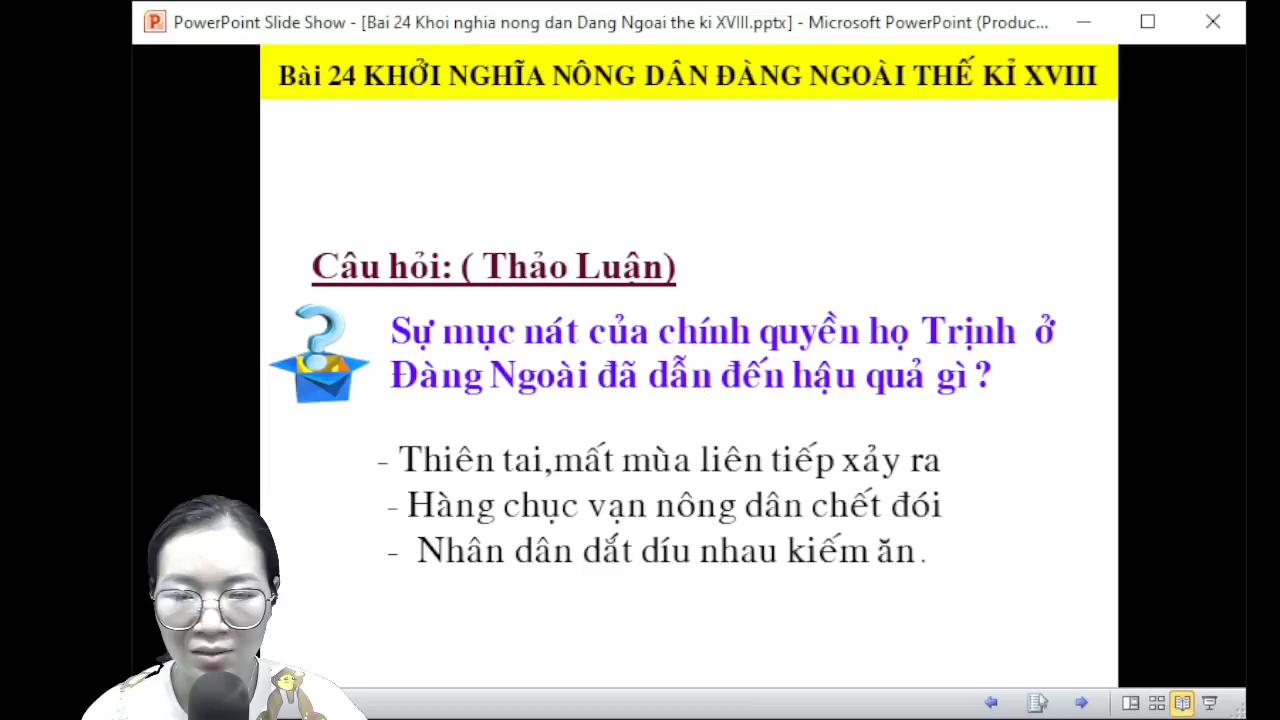 PowerPoint Slide Show - [Bai 24 Khoi nghia nong dan Dang Ngoai the ki XVIII.pptx] - Microsoft PowerPoint (Produc...
Bài 24 KHỞI NGHĨA NÔNG DÂN ĐÀNG NGOÀI THẾ KỈ XVIII
Câu hỏi: ( Thảo Luận)
Sự mục nát của chính quyền họ Trịnh ở
Đàng Ngoài đã dẫn đến hậu quả gì ?
- Thiên tai,mất mùa liên tiếp xảy ra
- Hàng chục vạn nông dân chết đói
- Nhân dân dắt díu nhau kiếm ăn .